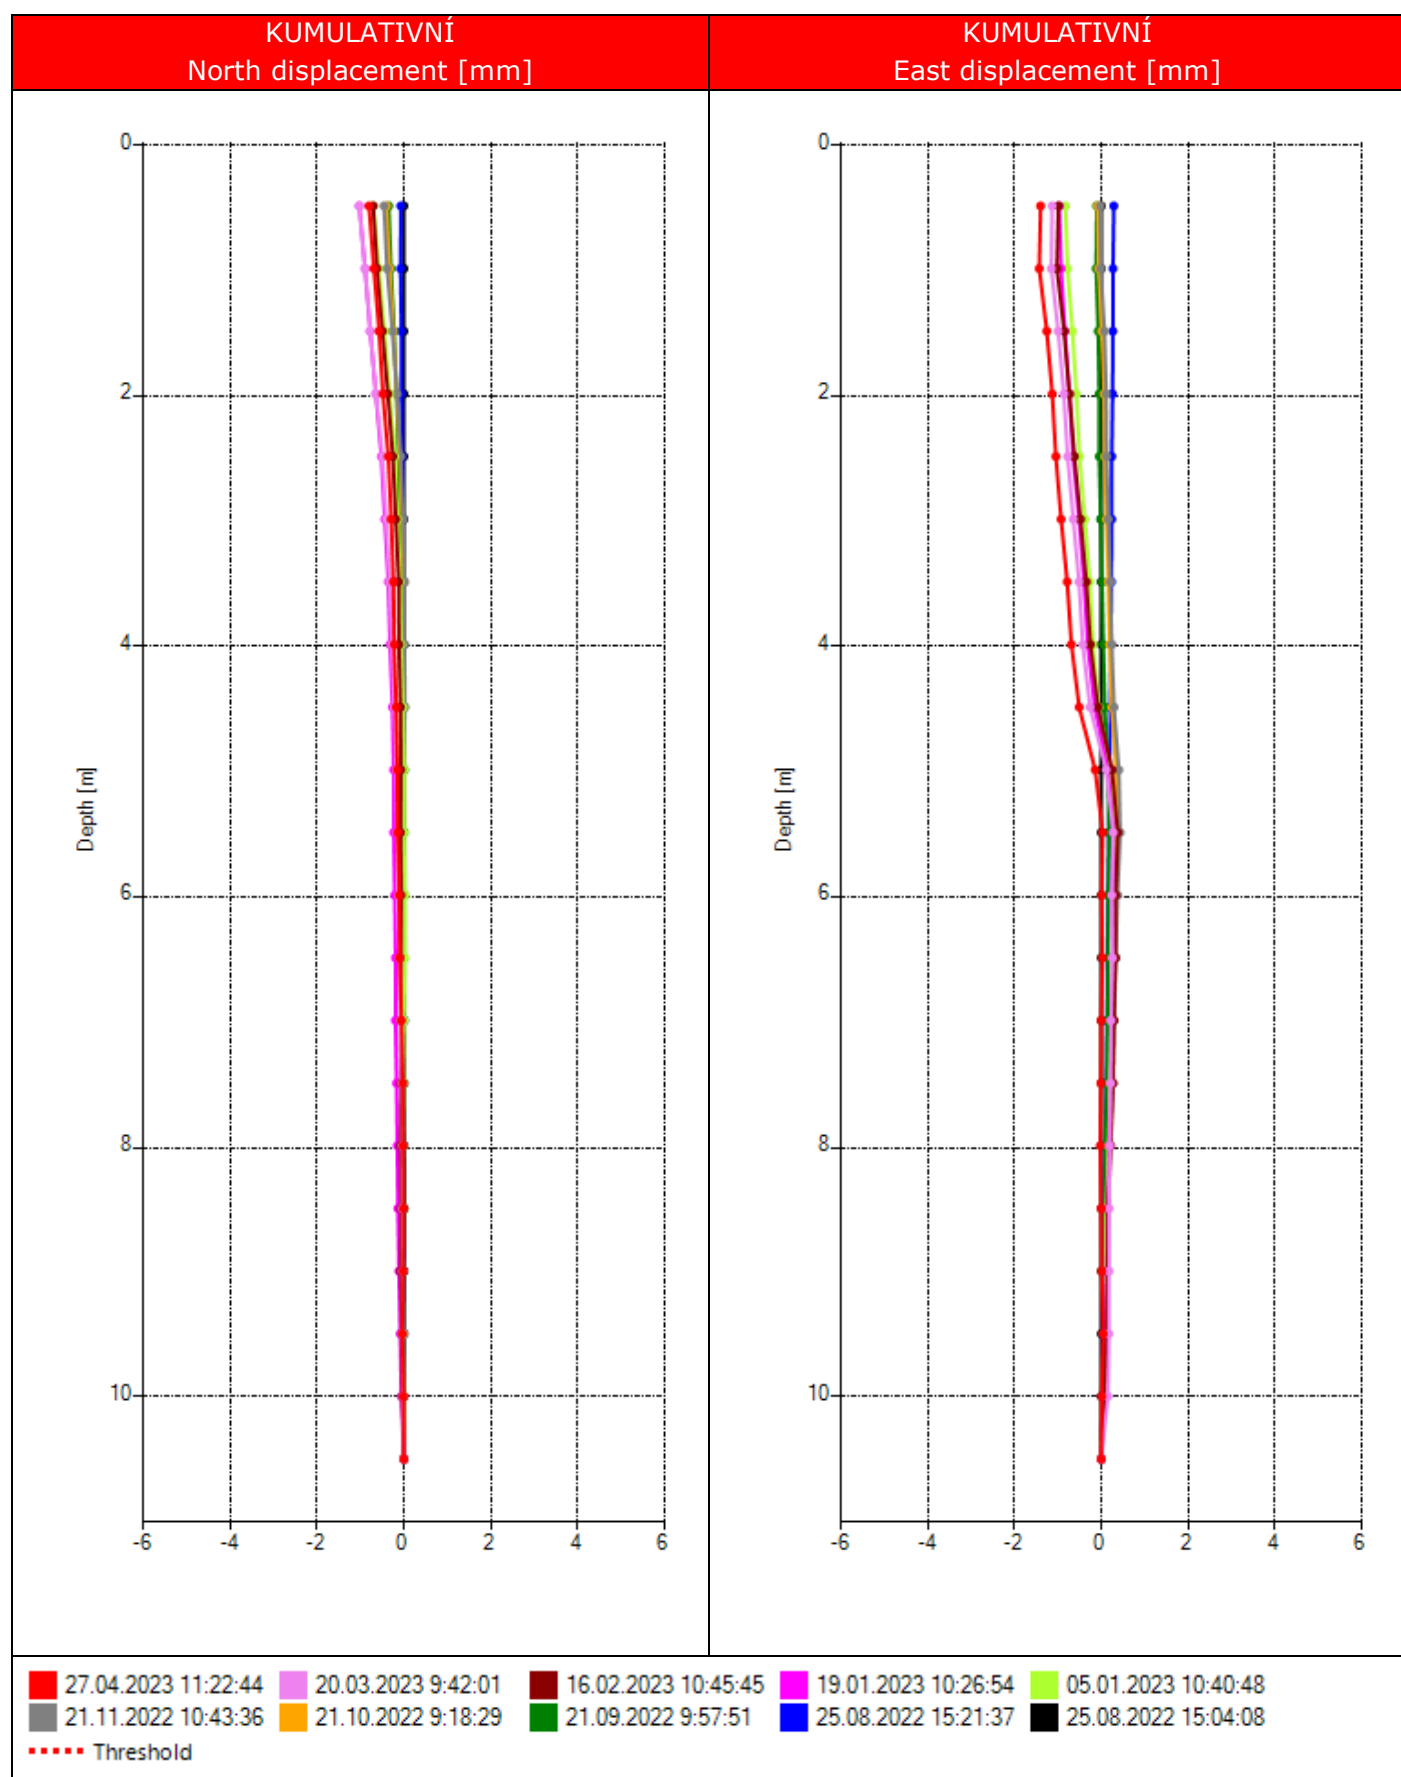 KUMULATIVNÍ
North displacement [mm]
KUMULATIVNÍ
East displacement [mm]
0
2
4
Depth [m]
6
8
10
-6 -4 -2 0 2 4 6
0
2
4
Depth [m]
6
8
10
-6 -4 -2 0 2 4 6
27.04.2023 11:22:44 20.03.2023 9:42:01 16.02.2023 10:45:45 19.01.2023 10:26:54 05.01.2023 10:40:48
21.11.2022 10:43:36 21.10.2022 9:18:29 21.09.2022 9:57:51 25.08.2022 15:21:37 25.08.2022 15:04:08
Threshold